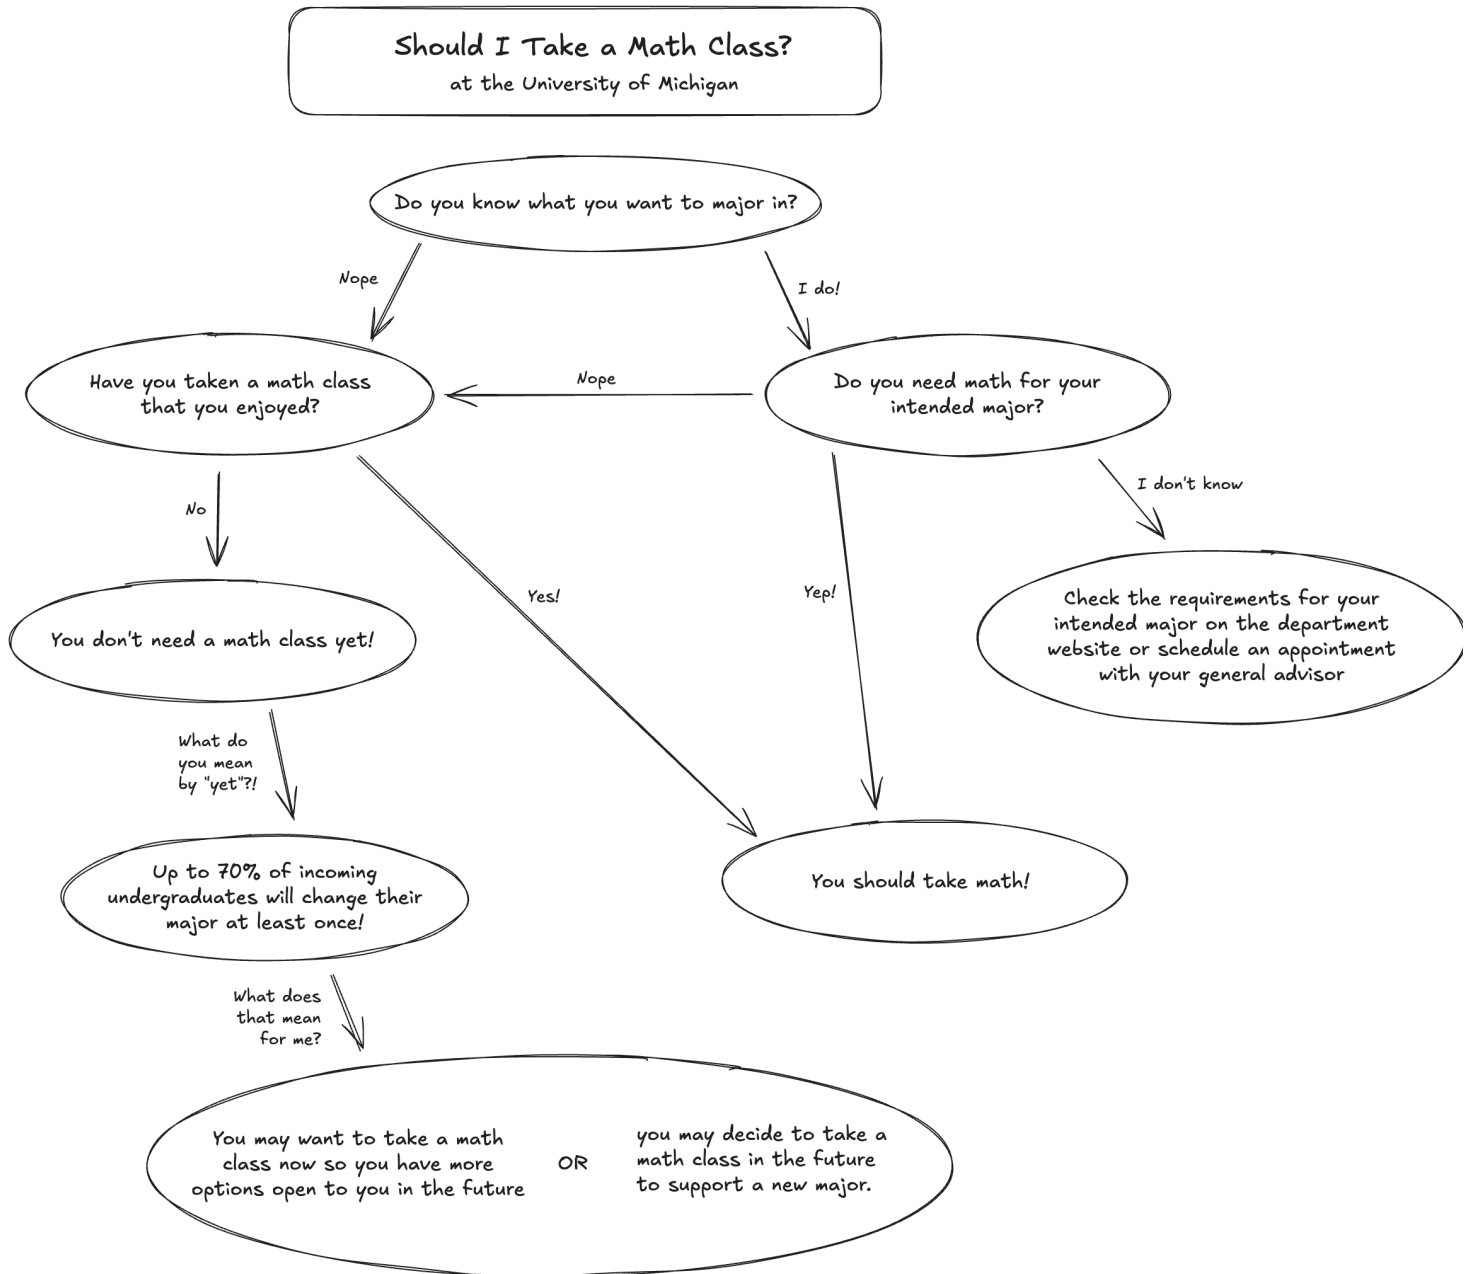 Should I Take a Math Class?
at the University of Michigan
Do you know what you want to major in?
Nope
I do!
Have you taken a math class
that you enjoyed?
Nope
Do you need math for your
intended major?
No
Yes!
Yep!
I don't know
You don't need a math class yet!
Check the requirements for your
intended major on the department
website or schedule an appointment
with your general advisor
What do
you mean
by "yet"?!
Up to 70% of incoming
undergraduates will change their
major at least once!
You should take math!
What does
that mean
for me?
You may want to take a math
class now so you have more
options open to you in the future
OR
you may decide to take a
math class in the future
to support a new major.